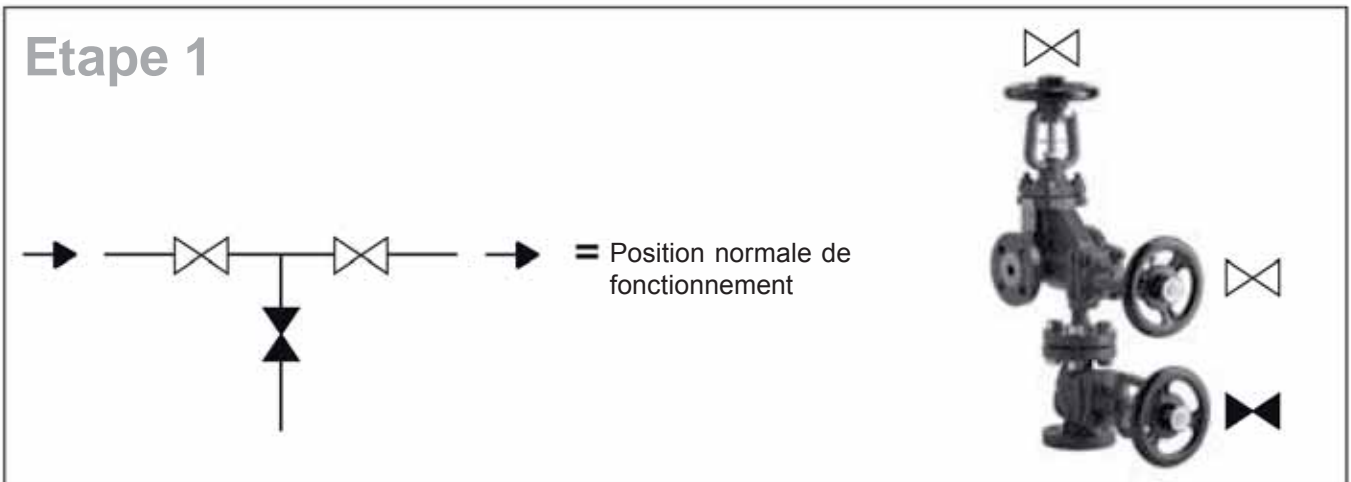 Etape 1
= Position normale de
fonctionnement